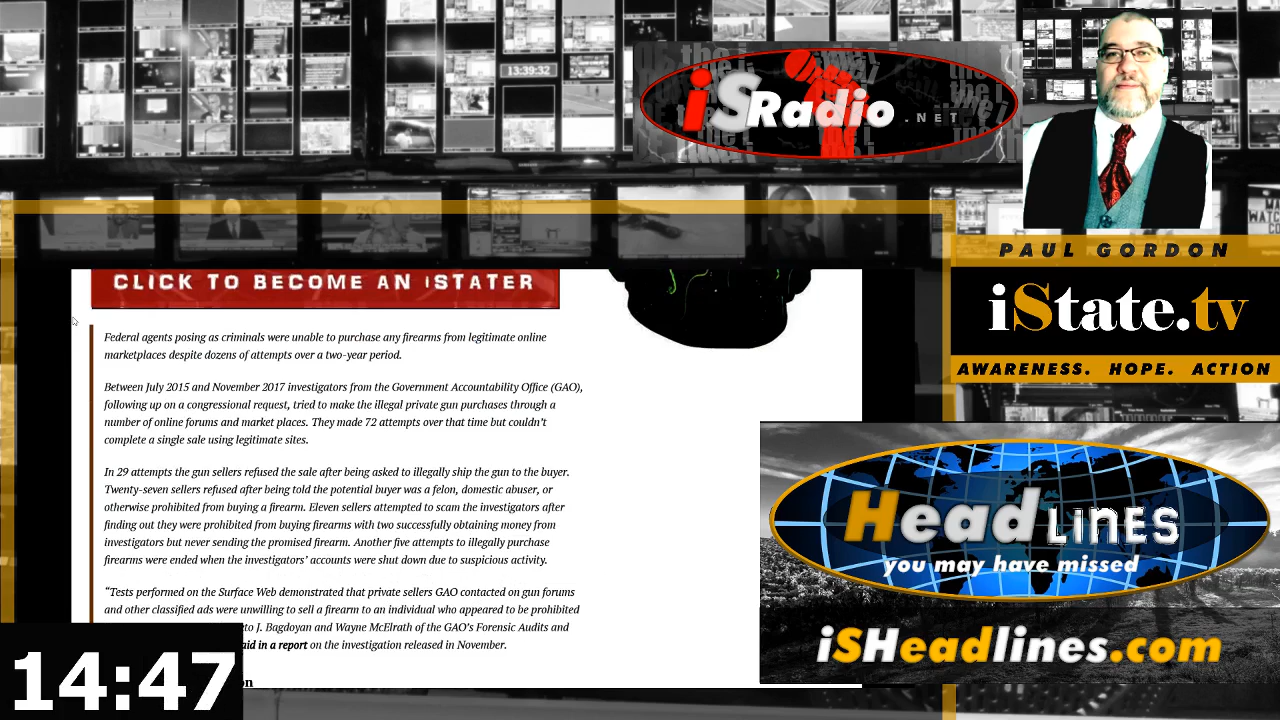 13:39:32
iSRadio.NET
PAUL GORDON
iState.tv
AWARENESS. HOPE. ACTION
CLICK TO BECOME AN iSTATER
Federal agents posing as criminals were unable to purchase any firearms from legitimate online
marketplaces despite dozens of attempts over a two-year period.
Between July 2015 and November 2017 investigators from the Government Accountability Office (GAO),
following up on a congressional request, tried to make the illegal private gun purchases through a
number of online forums and market places. They made 72 attempts over that time but couldn't
complete a single sale using legitimate sites.
In 29 attempts the gun sellers refused the sale after being asked to illegally ship the gun to the buyer.
Twenty-seven sellers refused after being told the potential buyer was a felon, domestic abuser, or
otherwise prohibited from buying a firearm. Eleven sellers attempted to scam the investigators after
finding out they were prohibited from buying firearms with two successfully obtaining money from
investigators but never sending the promised firearm. Another five attempts to illegally purchase
firearms were ended when the investigators' accounts were shut down due to suspicious activity.
“Tests performed on the Surface Web demonstrated that private sellers GAO contacted on gun forums
and other classified ads were unwilling to sell a firearm to an individual who appeared to be prohibited
to J. Bagdoyan and Wayne McElrath of the GAO's Forensic Audits and
aid in a report on the investigation released in November.
on
HeadLINES
you may have missed
iSHeadlines.com
14:47